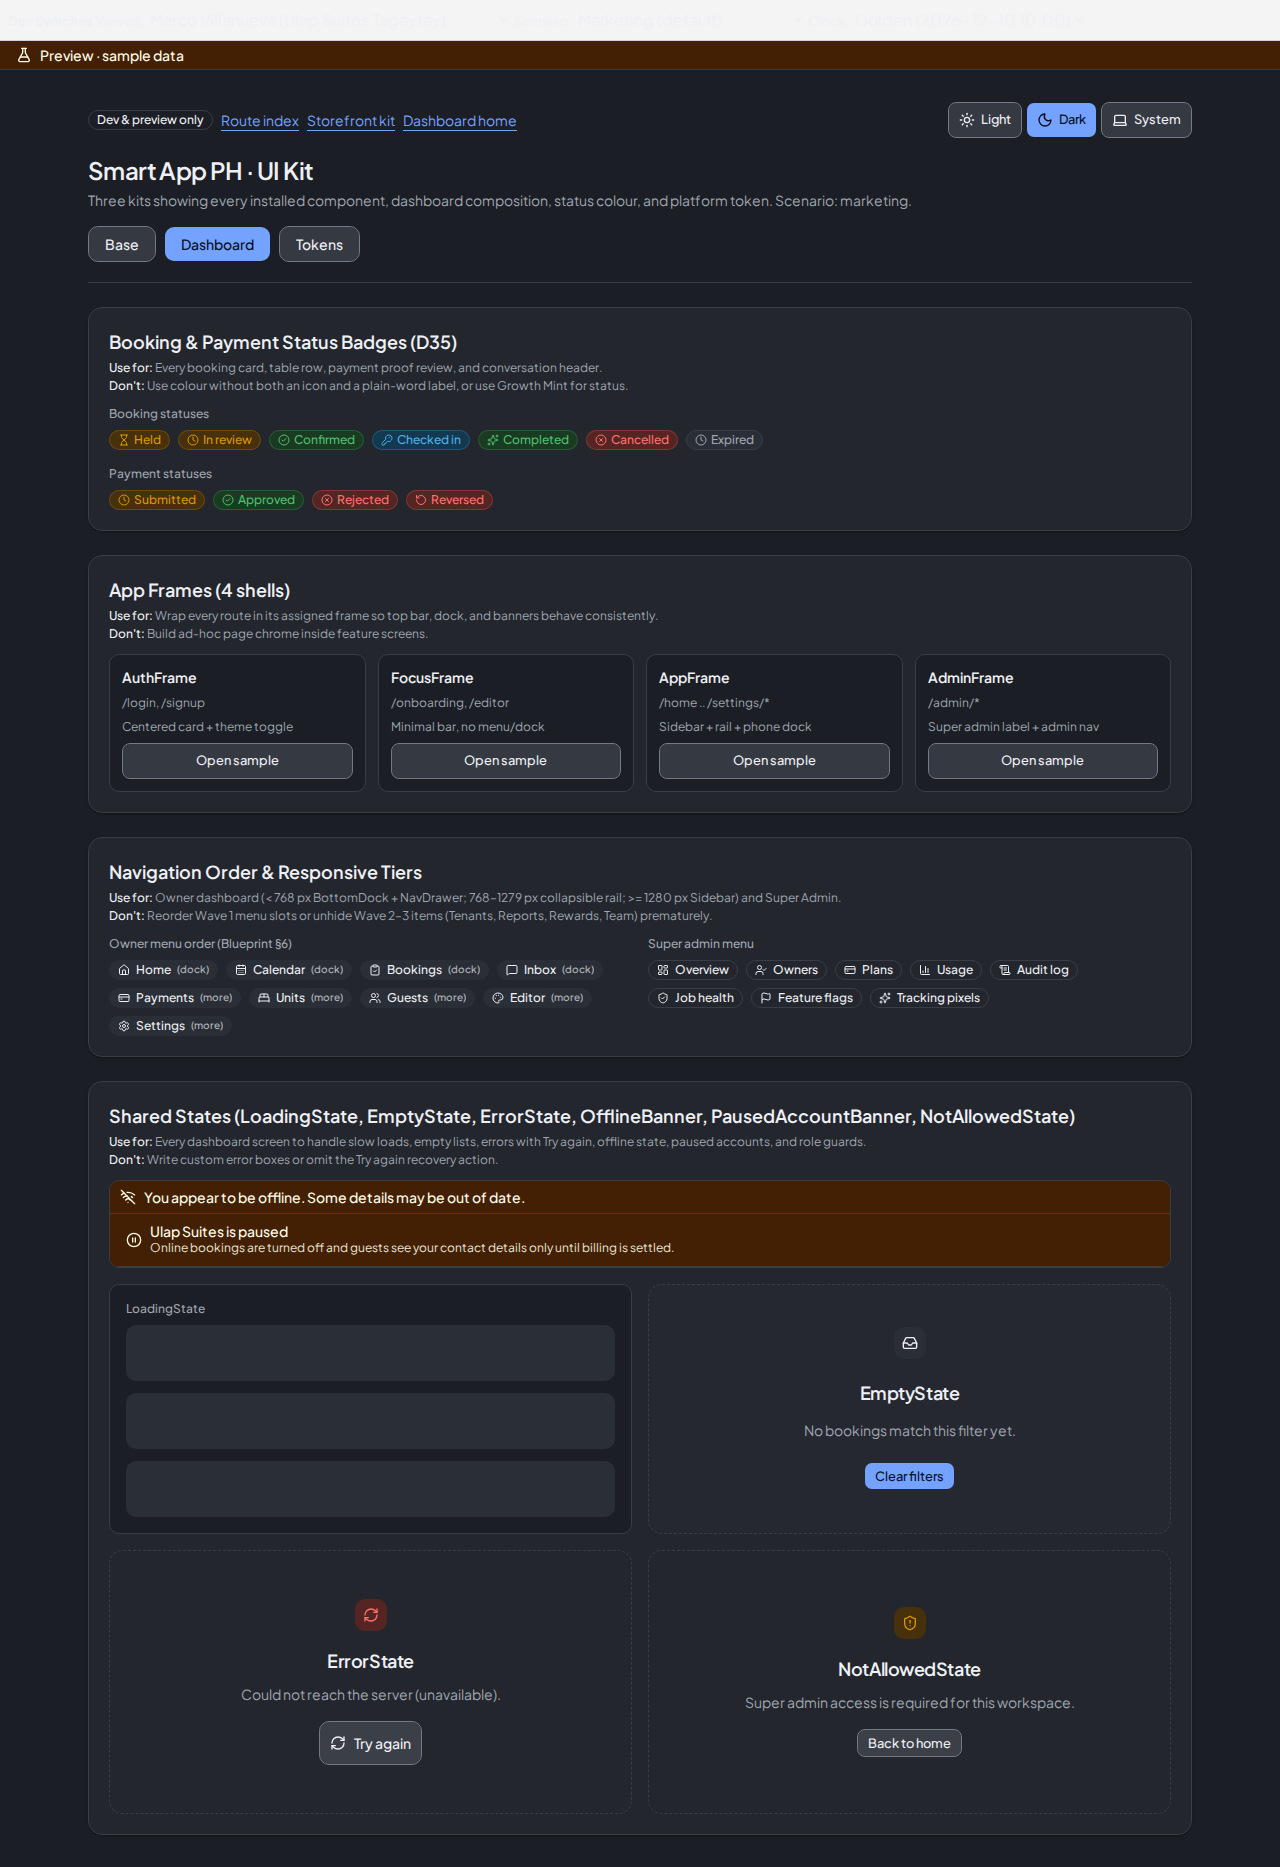 Preview · sample data
Dev & preview only Route index Storefront kit Dashboard home Light Dark System
Smart App PH · UI Kit
Three kits showing every installed component, dashboard composition, status colour, and platform token. Scenario: marketing.
Base Dashboard Tokens
Booking & Payment Status Badges (D35)
Use for: Every booking card, table row, payment proof review, and conversation header.
Don't: Use colour without both an icon and a plain-word label, or use Growth Mint for status.
Booking statuses
Held In review Confirmed Checked in Completed Cancelled Expired
Payment statuses
Submitted Approved Rejected Reversed
App Frames (4 shells)
Use for: Wrap every route in its assigned frame so top bar, dock, and banners behave consistently.
Don't: Build ad-hoc page chrome inside feature screens.
AuthFrame
/login, /signup
Centered card + theme toggle
Open sample
FocusFrame
/onboarding, /editor
Minimal bar, no menu/dock
Open sample
AppFrame
/home .. /settings/*
Sidebar + rail + phone dock
Open sample
AdminFrame
/admin/*
Super admin label + admin nav
Open sample
Navigation Order & Responsive Tiers
Use for: Owner dashboard (<768 px BottomDock + NavDrawer; 768–1279 px collapsible rail; >= 1280 px Sidebar) and Super Admin.
Don't: Reorder Wave 1 menu slots or unhide Wave 2–3 items (Tenants, Reports, Rewards, Team) prematurely.
Owner menu order (Blueprint §6)
Home (dock) Calendar (dock) Bookings (dock) Inbox (dock)
Payments (more) Units (more) Guests (more) Editor (more)
Settings (more)
Super admin menu
Overview Owners Plans Usage Audit log
Job health Feature flags Tracking pixels
Shared States (LoadingState, EmptyState, ErrorState, OfflineBanner, PausedAccountBanner, NotAllowedState)
Use for: Every dashboard screen to handle slow loads, empty lists, errors with Try again, offline state, paused accounts, and role guards.
Don't: Write custom error boxes or omit the Try again recovery action.
You appear to be offline. Some details may be out of date.
Ulap Suites is paused
Online bookings are turned off and guests see your contact details only until billing is settled.
LoadingState
EmptyState
No bookings match this filter yet.
Clear filters
ErrorState
Could not reach the server (unavailable).
Try again
NotAllowedState
Super admin access is required for this workspace.
Back to home